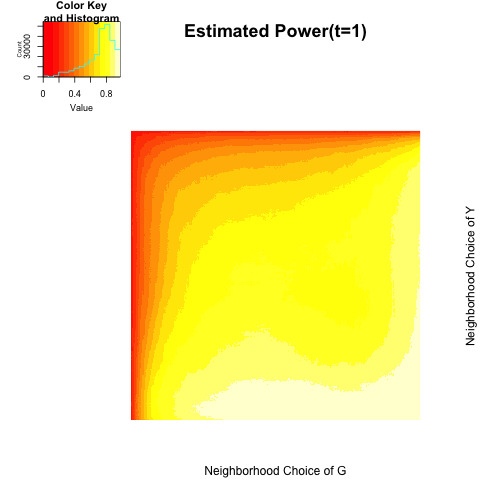 Color Key
and Histogram
Estimated Power(t=1)
Count
0 30000
0 0.4 0.8
Value
Neighborhood Choice of Y
Neighborhood Choice of G